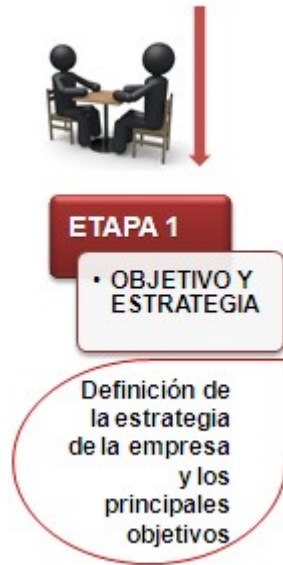 ETAPA 1
• OBJETIVO Y
ESTRATEGIA
Definición de
la estrategia
de la empresa
y los
principales
objetivos